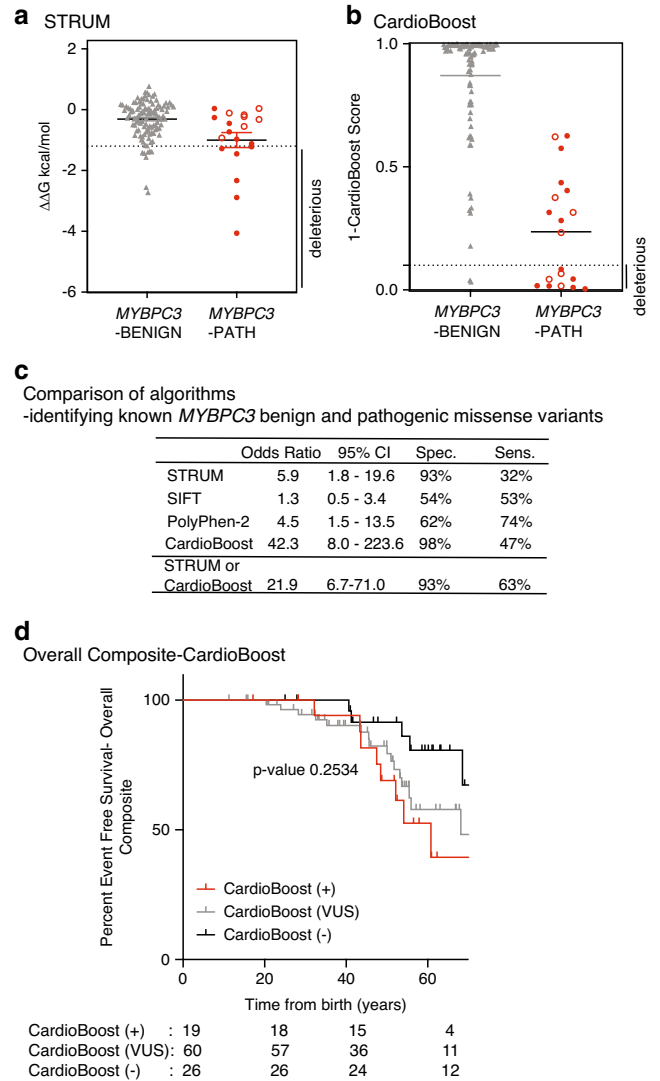 a STRUM
2
0
-2
-4
-6
ΔΔG kcal/mol
deleterious
MYBPC3
-BENIGN
MYBPC3
-PATH
b CardioBoost
1.0
0.5
0.0
1-CardioBoost Score
deleterious
MYBPC3
-BENIGN
MYBPC3
-PATH
c
Comparison of algorithms
-identifying known MYBPC3 benign and pathogenic missense variants
Odds Ratio 95% CI Spec. Sens.
STRUM 5.9 1.8 - 19.6 93% 32%
SIFT 1.3 0.5 - 3.4 54% 53%
PolyPhen-2 4.5 1.5 - 13.5 62% 74%
CardioBoost 42.3 8.0 - 223.6 98% 47%
STRUM or
CardioBoost 21.9 6.7-71.0 93% 63%
d
Overall Composite-CardioBoost
Percent Event Free Survival- Overall
Composite
100
50
0
p-value 0.2534
CardioBoost (+)
CardioBoost (VUS)
CardioBoost (-)
0 20 40 60
Time from birth (years)
CardioBoost (+) : 19 18 15 4
CardioBoost (VUS): 60 57 36 11
CardioBoost (-) : 26 26 24 12